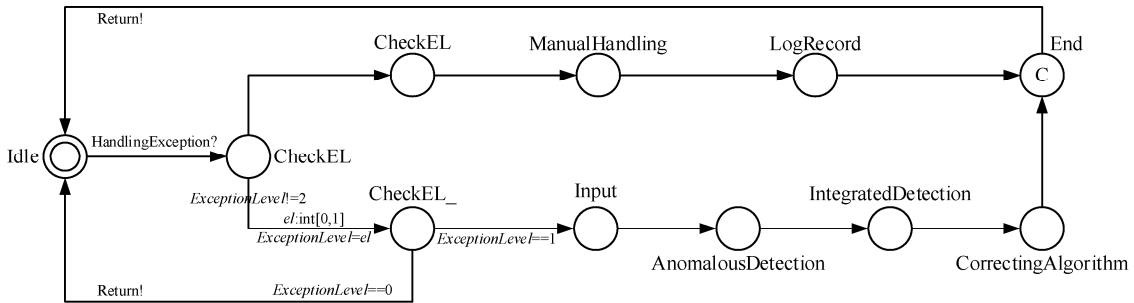 Return!
CheckEL
ManualHandling
LogRecord
End
C
HandlingException?
Idle
CheckEL
ExceptionLevel!=2
CheckEL_
Input
IntegratedDetection
el:int[0,1]
ExceptionLevel=el
ExceptionLevel==1
AnomalousDetection
CorrectingAlgorithm
Return!
ExceptionLevel==0